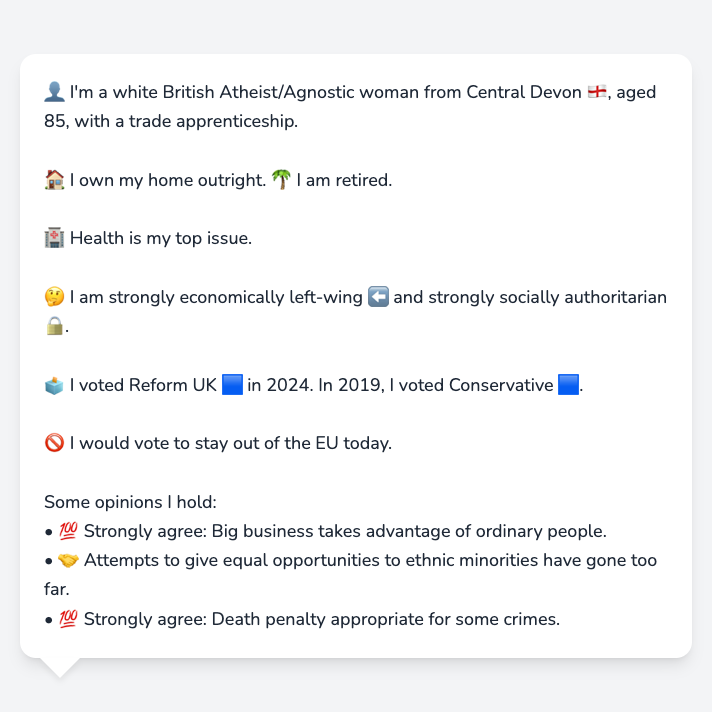 👤 I'm a white British Atheist/Agnostic woman from Central Devon 🏴󠁧󠁢󠁥󠁮󠁧󠁿, aged
85, with a trade apprenticeship.
🏠 I own my home outright. 🌴 I am retired.
🏥 Health is my top issue.
🤔 I am strongly economically left-wing ⬅️ and strongly socially authoritarian
🔒.
🗳️ I voted Reform UK 🟦 in 2024. In 2019, I voted Conservative 🟦.
🚫 I would vote to stay out of the EU today.
Some opinions I hold:
• 💯 Strongly agree: Big business takes advantage of ordinary people.
• 🤝 Attempts to give equal opportunities to ethnic minorities have gone too
far.
• 💯 Strongly agree: Death penalty appropriate for some crimes.